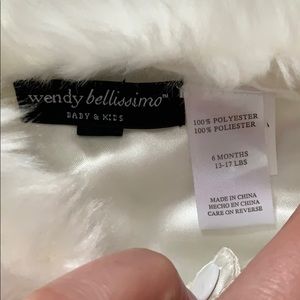 wendy bellissimo™
BABY & KIDS
100% POLYESTER
100% POLIESTER
6 MONTHS
13-17 LBS
MADE IN CHINA
HECHO EN CHINA
CARE ON REVERSE